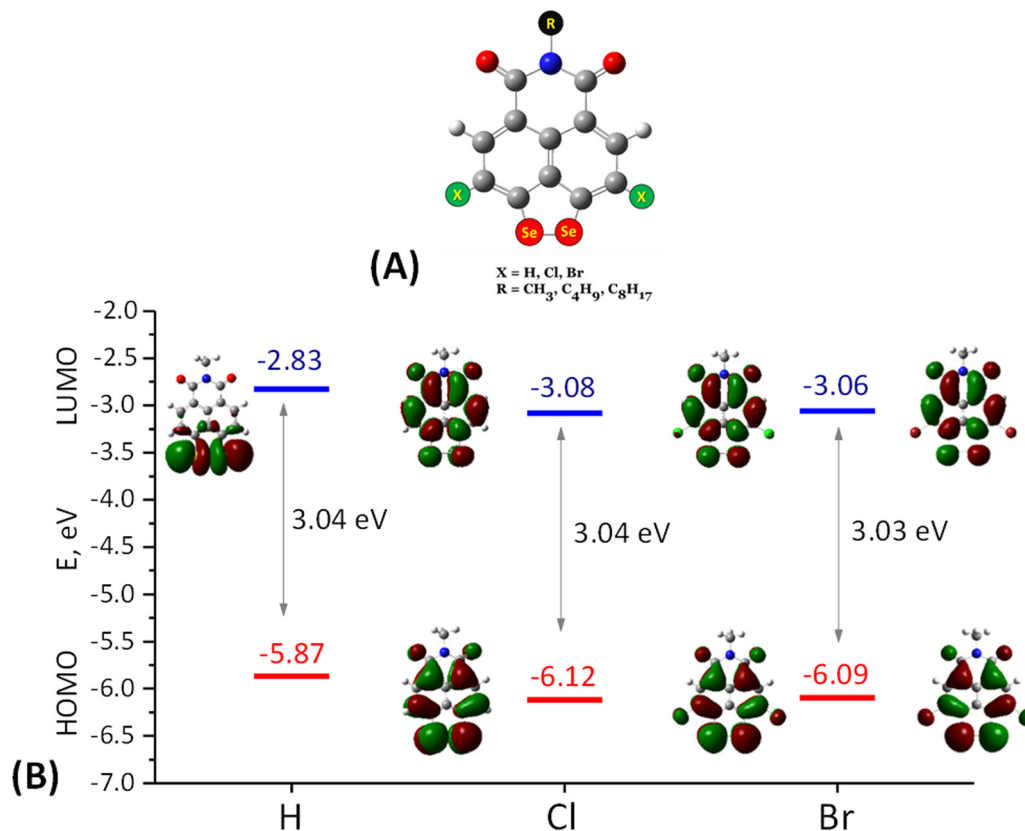 R
N
X
X
Se
Se
(A)
X = H, Cl, Br
R = CH₃, C₄H₉, C₈H₁₇
-2.0
-2.5
-3.0
-3.5
-4.0
-4.5
-5.0
-5.5
-6.0
-6.5
-7.0
LUMO
E, eV
HOMO
-2.83
-3.08
-3.06
3.04 eV
3.04 eV
3.03 eV
-5.87
-6.12
-6.09
(B)
H
Cl
Br